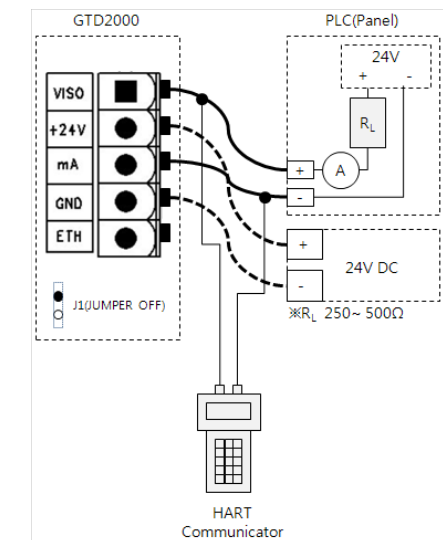 GTD2000
PLC(Panel)
24V
+ -
RL
VISO
+24V
mA
GND
ETH
+
A
-
+
24V DC
-
J1(JUMPER OFF)
※RL 250~ 500Ω
HART
Communicator